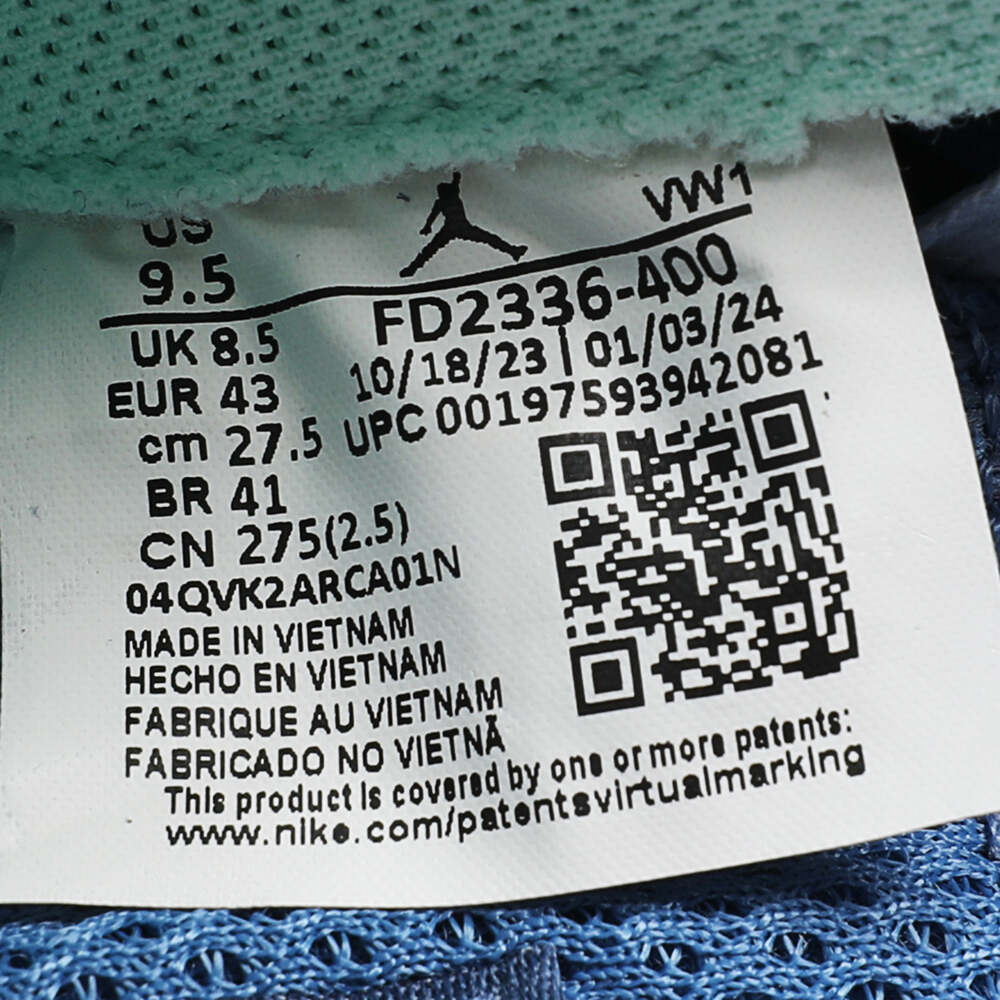 US
9.5
VW1
FD2336-400
10/18/23 | 01/03/24
UPC 00197593942081
UK 8.5
EUR 43
cm 27.5
BR 41
CN 275(2.5)
04QVK2ARCA01N
MADE IN VIETNAM
HECHO EN VIETNAM
FABRIQUE AU VIETNAM
FABRICADO NO VIETNÃ
This product is covered by one or more patents:
www.nike.com/patentsvirtualmarking